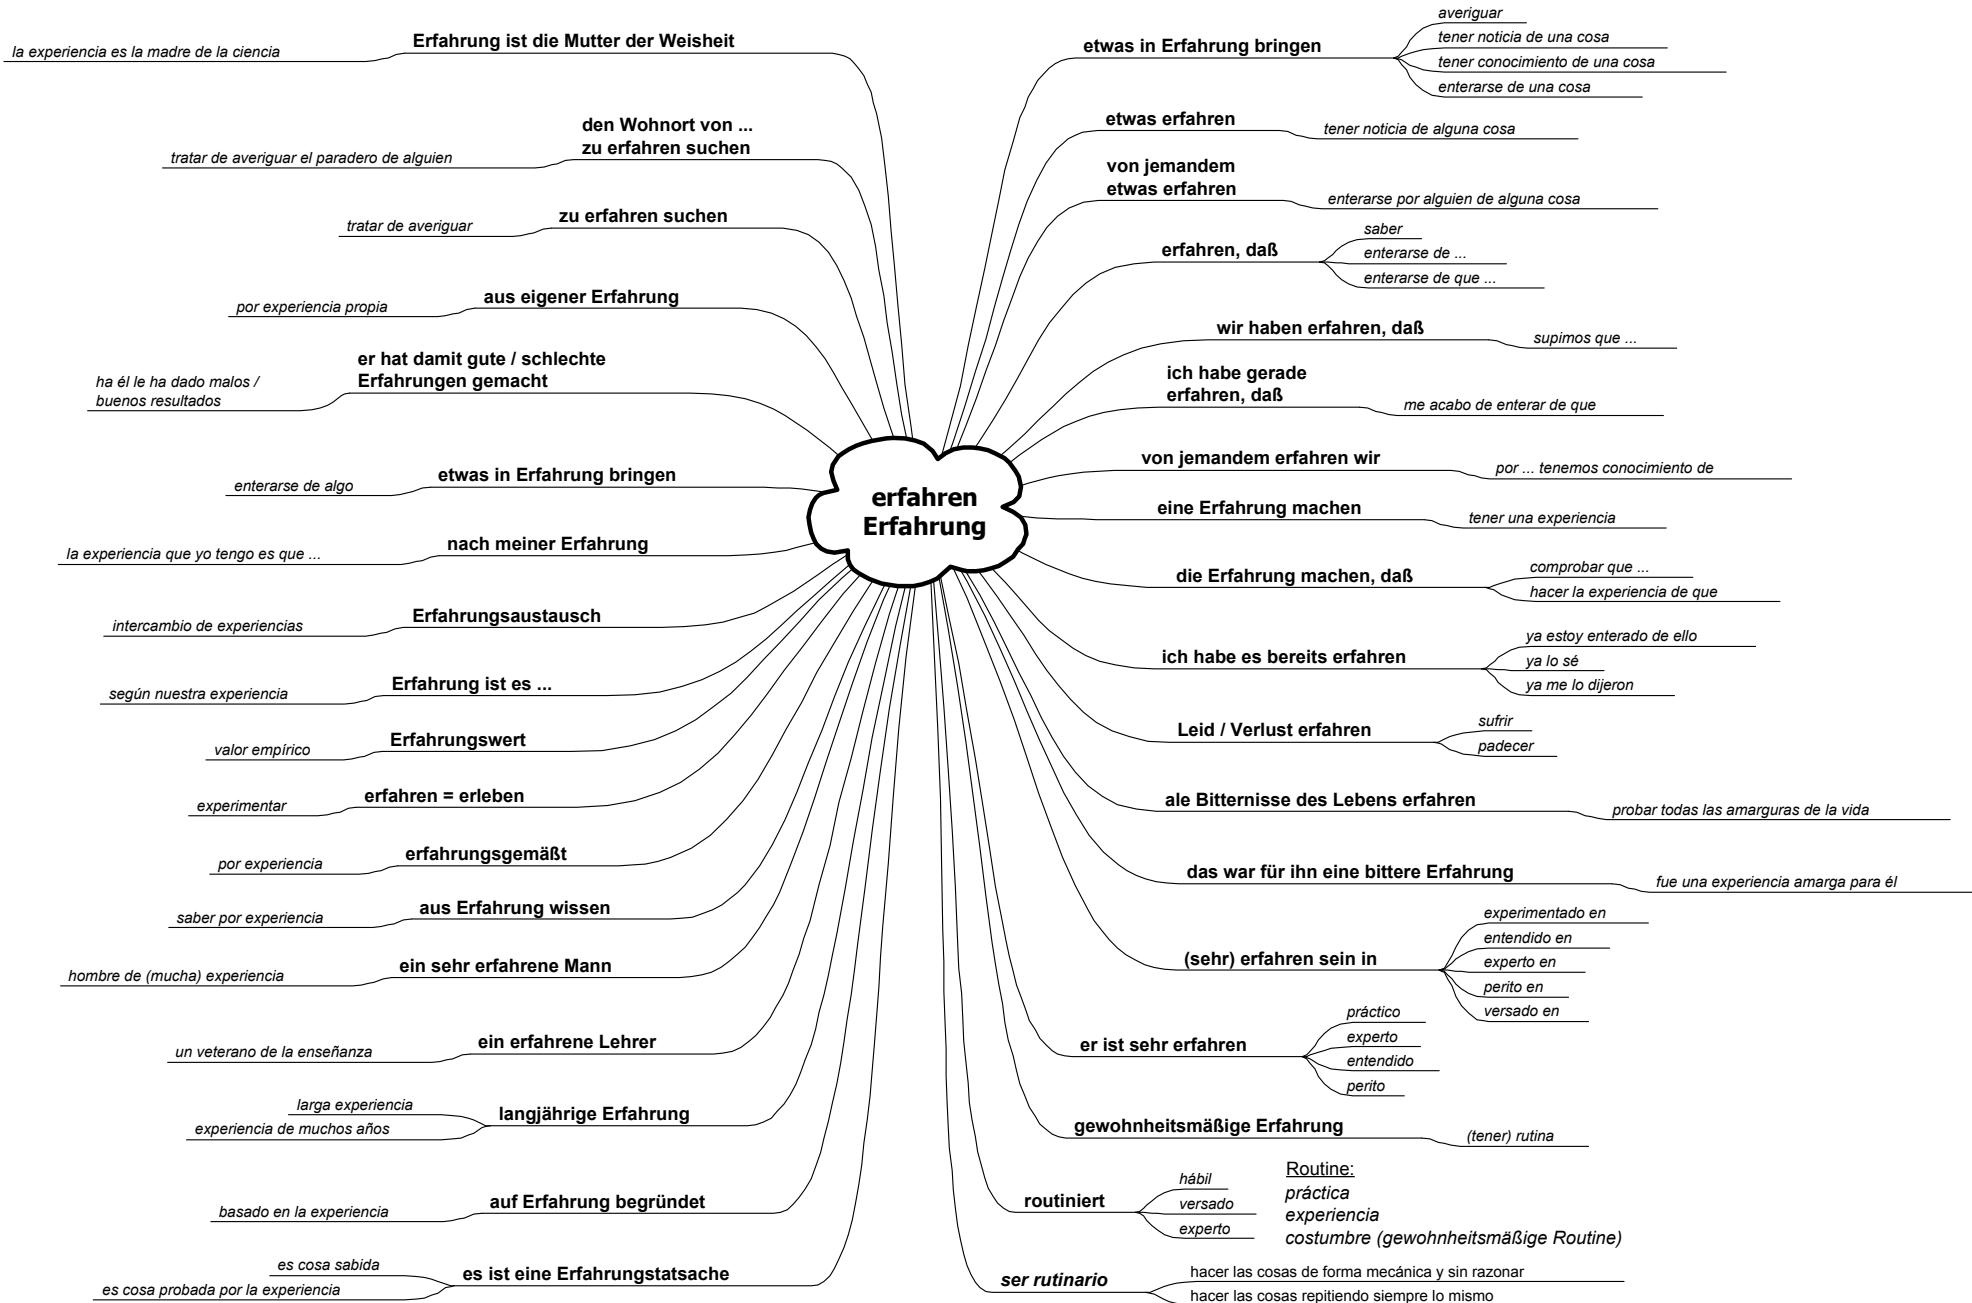 erfahren
Erfahrung
Erfahrung ist die Mutter der Weisheit
la experiencia es la madre de la ciencia
den Wohnort von ...
zu erfahren suchen
tratar de averiguar el paradero de alguien
zu erfahren suchen
tratar de averiguar
aus eigener Erfahrung
por experiencia propia
er hat damit gute / schlechte
Erfahrungen gemacht
ha él le ha dado malos /
buenos resultados
etwas in Erfahrung bringen
enterarse de algo
nach meiner Erfahrung
la experiencia que yo tengo es que ...
Erfahrungsaustausch
intercambio de experiencias
Erfahrung ist es ...
según nuestra experiencia
Erfahrungswert
valor empírico
erfahren = erleben
experimentar
erfahrungsgemäßt
por experiencia
aus Erfahrung wissen
saber por experiencia
ein sehr erfahrene Mann
hombre de (mucha) experiencia
ein erfahrene Lehrer
un veterano de la enseñanza
langjährige Erfahrung
larga experiencia
experiencia de muchos años
auf Erfahrung begründet
basado en la experiencia
es ist eine Erfahrungstatsache
es cosa sabida
es cosa probada por la experiencia
etwas in Erfahrung bringen
averiguar
tener noticia de una cosa
tener conocimiento de una cosa
enterarse de una cosa
etwas erfahren
tener noticia de alguna cosa
von jemandem
etwas erfahren
enterarse por alguien de alguna cosa
erfahren, daß
saber
enterarse de ...
enterarse de que ...
wir haben erfahren, daß
supimos que ...
ich habe gerade
erfahren, daß
me acabo de enterar de que
von jemandem erfahren wir
por ... tenemos conocimiento de
eine Erfahrung machen
tener una experiencia
die Erfahrung machen, daß
comprobar que ...
hacer la experiencia de que
ich habe es bereits erfahren
ya estoy enterado de ello
ya lo sé
ya me lo dijeron
Leid / Verlust erfahren
sufrir
padecer
ale Bitternisse des Lebens erfahren
probar todas las amarguras de la vida
das war für ihn eine bittere Erfahrung
fue una experiencia amarga para él
(sehr) erfahren sein in
experimentado en
entendido en
experto en
perito en
versado en
er ist sehr erfahren
práctico
experto
entendido
perito
gewohnheitsmäßige Erfahrung
(tener) rutina
routiniert
hábil
versado
experto
Routine:
práctica
experiencia
costumbre (gewohnheitsmäßige Routine)
ser rutinario
hacer las cosas de forma mecánica y sin razonar
hacer las cosas repitiendo siempre lo mismo